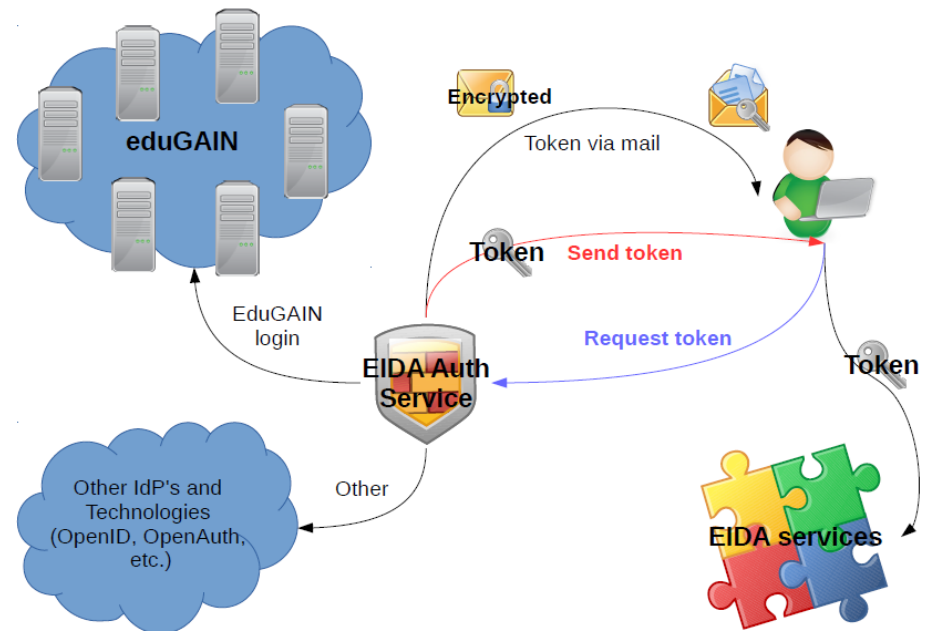 eduGAIN
Encrypted
Token via mail
Token
Send token
EduGAIN
login
Request token
EIDA Auth
Service
Token
Other
Other IdP's and
Technologies
(OpenID, OpenAuth,
etc.)
EIDA services